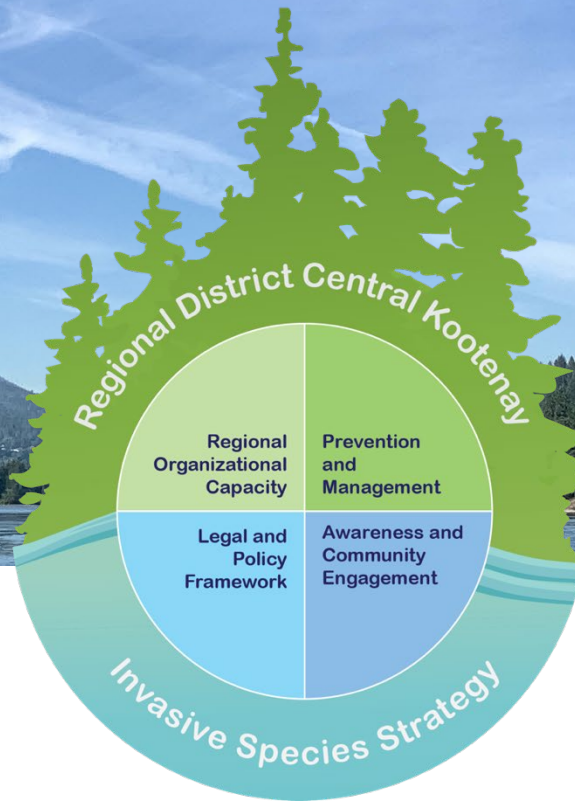 Regional District Central Kootenay
Regional
Organizational
Capacity
Prevention
and
Management
Legal and
Policy
Framework
Awareness and
Community
Engagement
Invasive Species Strategy